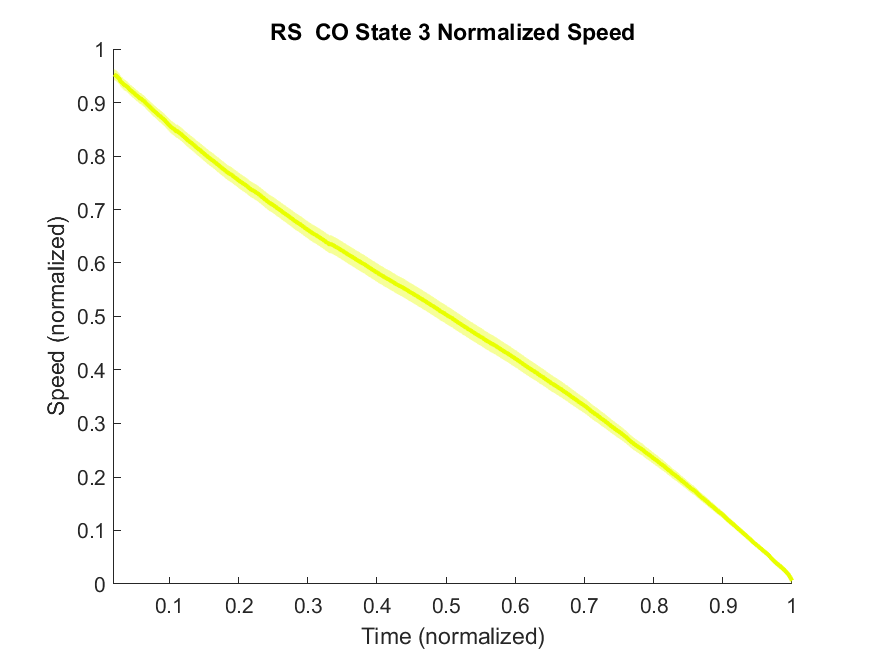 RS  CO State 3 Normalized Speed
1
0.9
0.8
0.7
0.6
0.5
0.4
0.3
0.2
0.1
0
Speed (normalized)
0.1 0.2 0.3 0.4 0.5 0.6 0.7 0.8 0.9 1
Time (normalized)